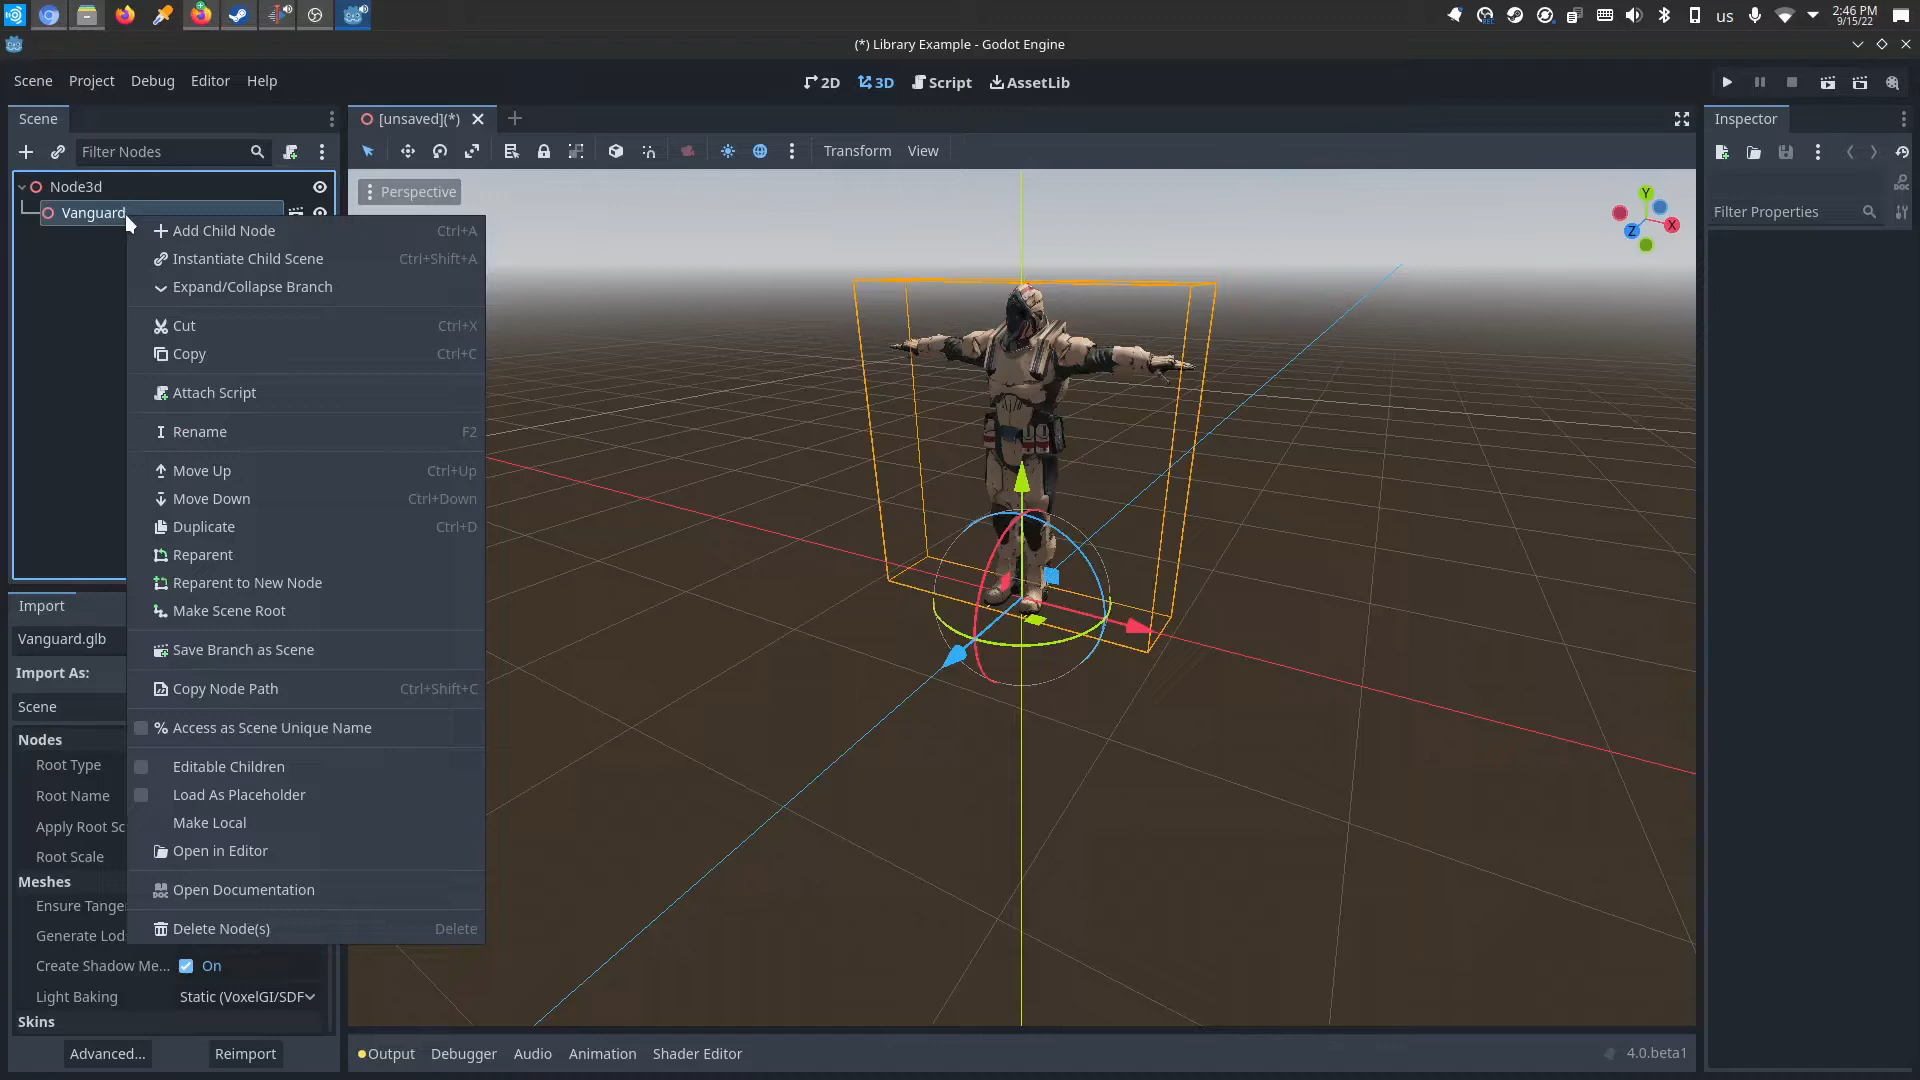 us
2:46 PM
9/15/22
(*) Library Example - Godot Engine
Scene Project Debug Editor Help
2D 3D Script AssetLib
Scene
[unsaved](*)
Inspector
Filter Nodes
Transform View
Node3d
Perspective
Vanguard
Filter Properties
Y
X
Z
Add Child Node Ctrl+A
Instantiate Child Scene Ctrl+Shift+A
Expand/Collapse Branch
Cut Ctrl+X
Copy Ctrl+C
Attach Script
Rename F2
Move Up Ctrl+Up
Move Down Ctrl+Down
Duplicate Ctrl+D
Reparent
Reparent to New Node
Make Scene Root
Save Branch as Scene
Copy Node Path Ctrl+Shift+C
% Access as Scene Unique Name
Editable Children
Load As Placeholder
Make Local
Open in Editor
DOC Open Documentation
Delete Node(s) Delete
Import
Vanguard.glb
Import As:
Scene
Nodes
Root Type
Root Name
Apply Root Sc
Root Scale
Meshes
Ensure Tange
Generate Lod
Create Shadow Me... On
Light Baking Static (VoxelGI/SDF
Skins
Advanced... Reimport
Output Debugger Audio Animation Shader Editor
4.0.beta1